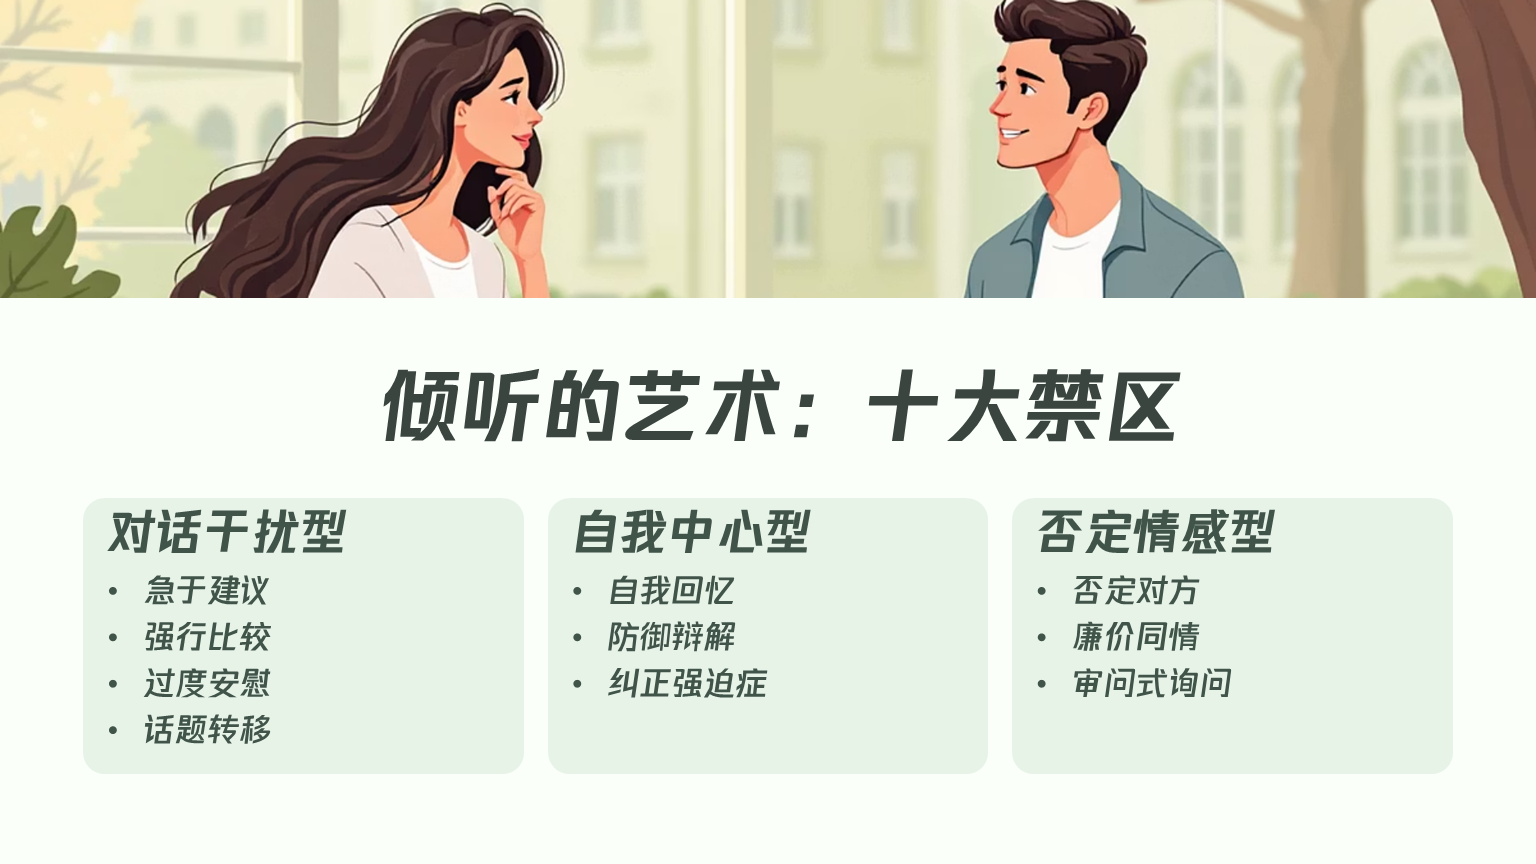 倾听的艺术：十大禁区
对话干扰型
• 急于建议
• 强行比较
• 过度安慰
• 话题转移
自我中心型
• 自我回忆
• 防御辩解
• 纠正强迫症
否定情感型
• 否定对方
• 廉价同情
• 审问式询问